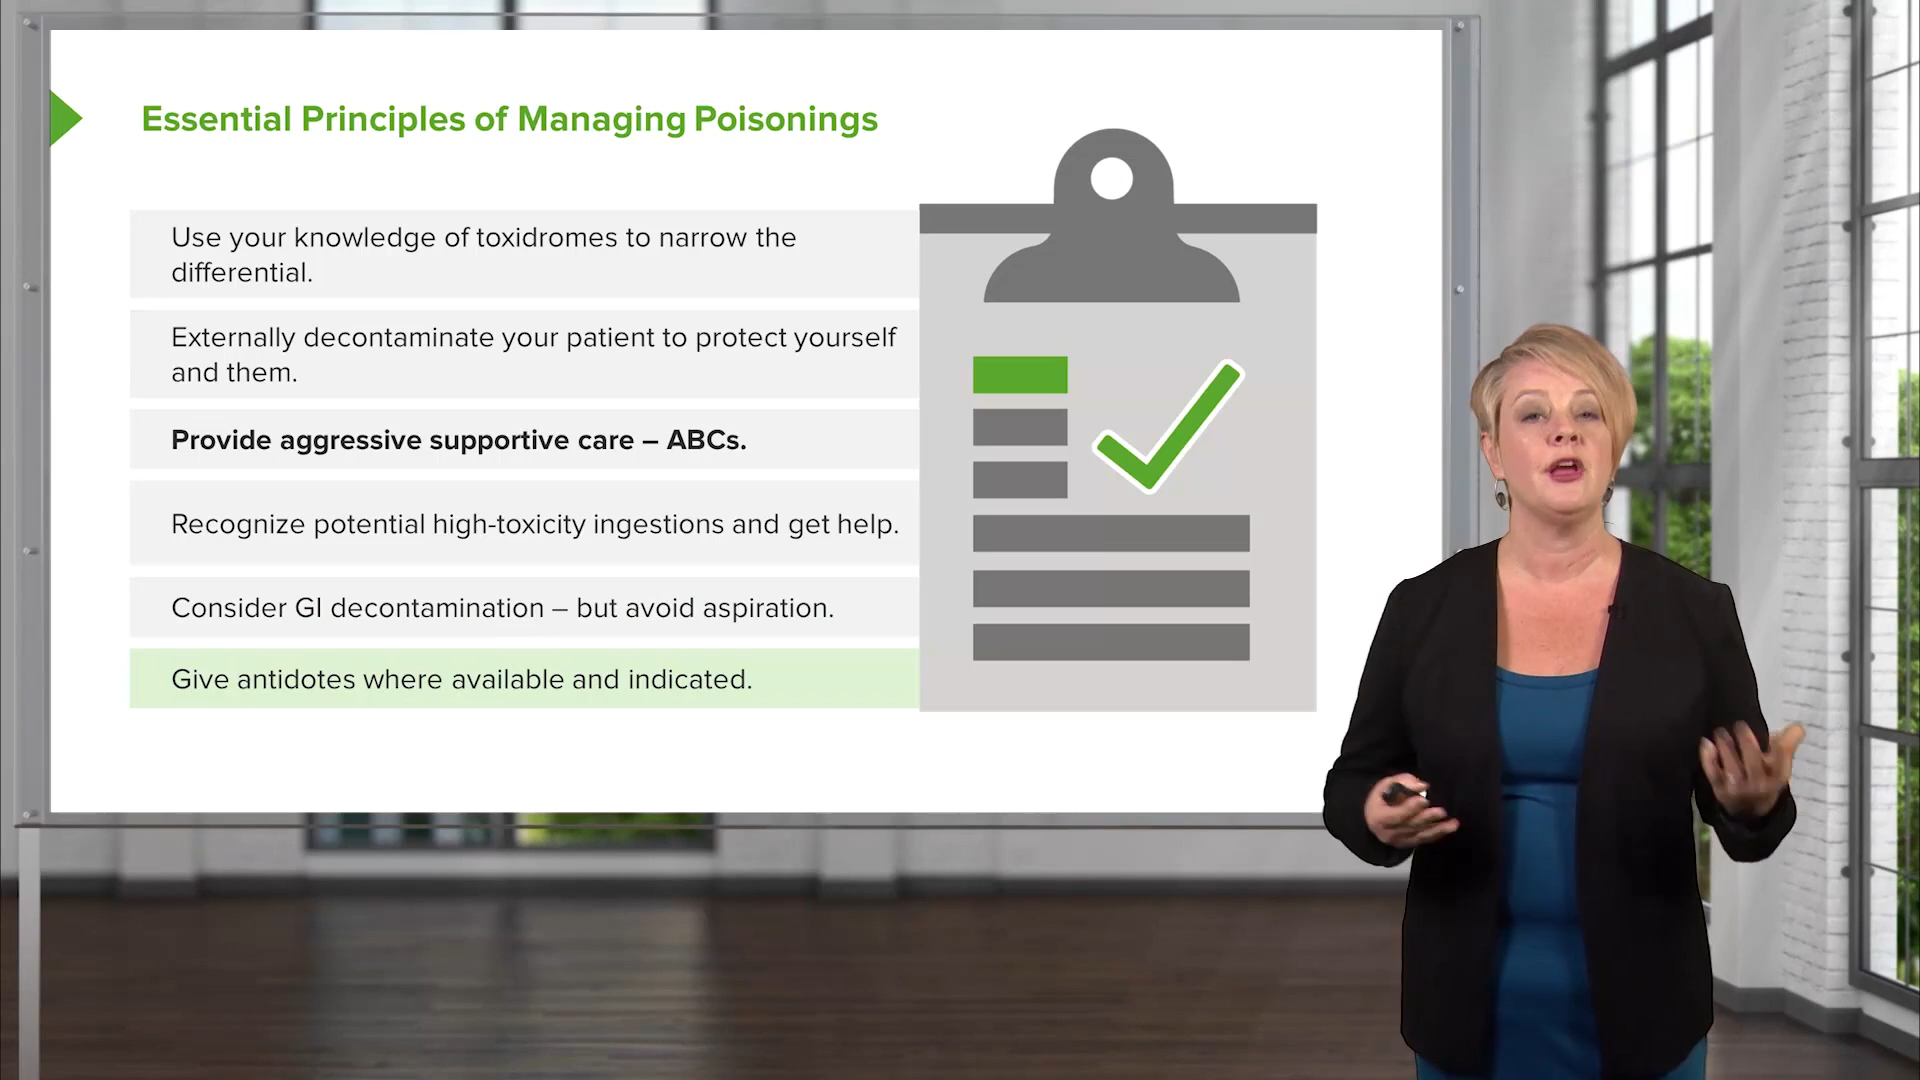 Essential Principles of Managing Poisonings
Use your knowledge of toxidromes to narrow the
differential.
Externally decontaminate your patient to protect yourself
and them.
Provide aggressive supportive care – ABCs.
Recognize potential high-toxicity ingestions and get help.
Consider GI decontamination – but avoid aspiration.
Give antidotes where available and indicated.